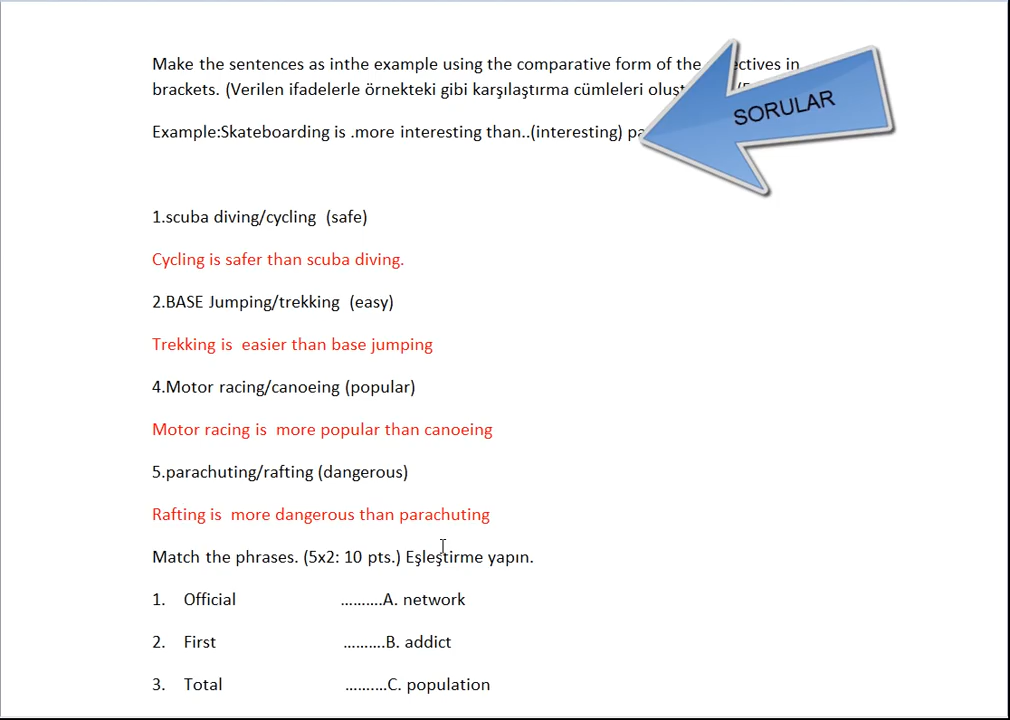 Make the sentences as inthe example using the comparative form of the in
brackets. (Verilen ifadelerle örnekteki gibi karşılaştırma cümleleri
SORULAR
Example:Skateboarding is .more interesting than..(interesting)
1.scuba diving/cycling (safe)
Cycling is safer than scuba diving.
2.BASE Jumping/trekking (easy)
Trekking is easier than base jumping
4.Motor racing/canoeing (popular)
Motor racing is more popular than canoeing
5.parachuting/rafting (dangerous)
Rafting is more dangerous than parachuting
Match the phrases. (5x2: 10 pts.) Eşleştirme yapın.
1. Official ..........A. network
2. First ..........B. addict
3. Total ..........C. population